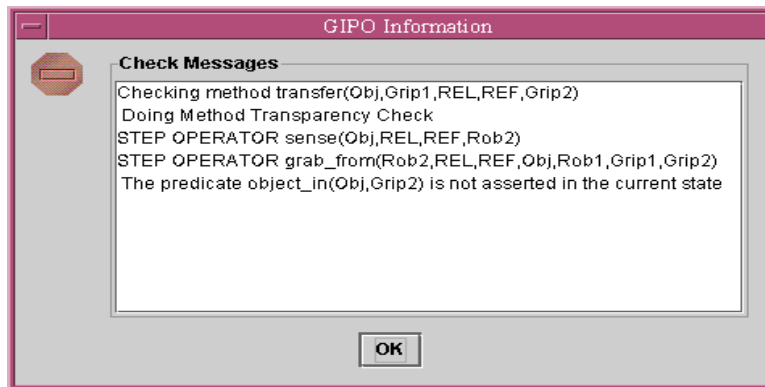 GIPO Information
Check Messages
Checking method transfer(Obj,Grip1,REL,REF,Grip2)
Doing Method Transparency Check
STEP OPERATOR sense(Obj,REL,REF,Rob2)
STEP OPERATOR grab_from(Rob2,REL,REF,Obj,Rob1,Grip1,Grip2)
The predicate object_in(Obj,Grip2) is not asserted in the current state
OK